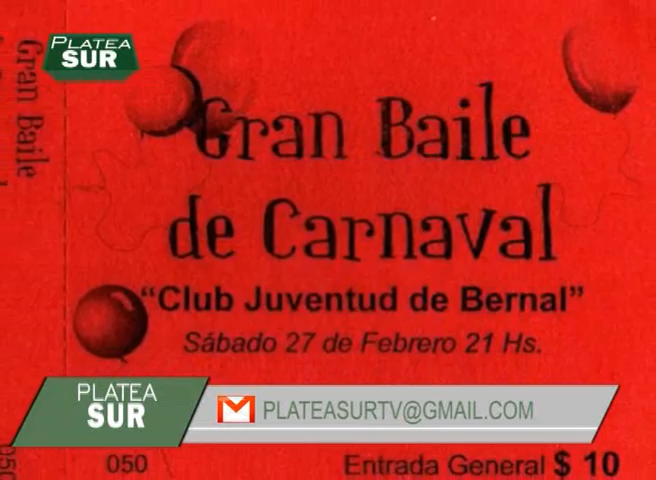 PLATEA
SUR
Gran Baile
Gran Baile
de Carnaval
"Club Juventud de Bernal"
Sábado 27 de Febrero 21 Hs.
PLATEA
SUR
PLATEASURTV@GMAIL.COM
050
050
Entrada General $ 10